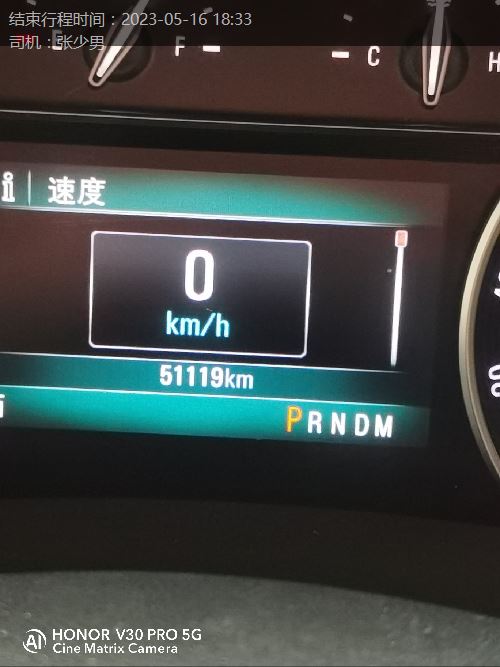 结束行程时间：2023-05-16 18:33
司机：张少男
E F C H
速度
0
km/h
51119km
i
PRNDM
HONOR V30 PRO 5G
Cine Matrix Camera